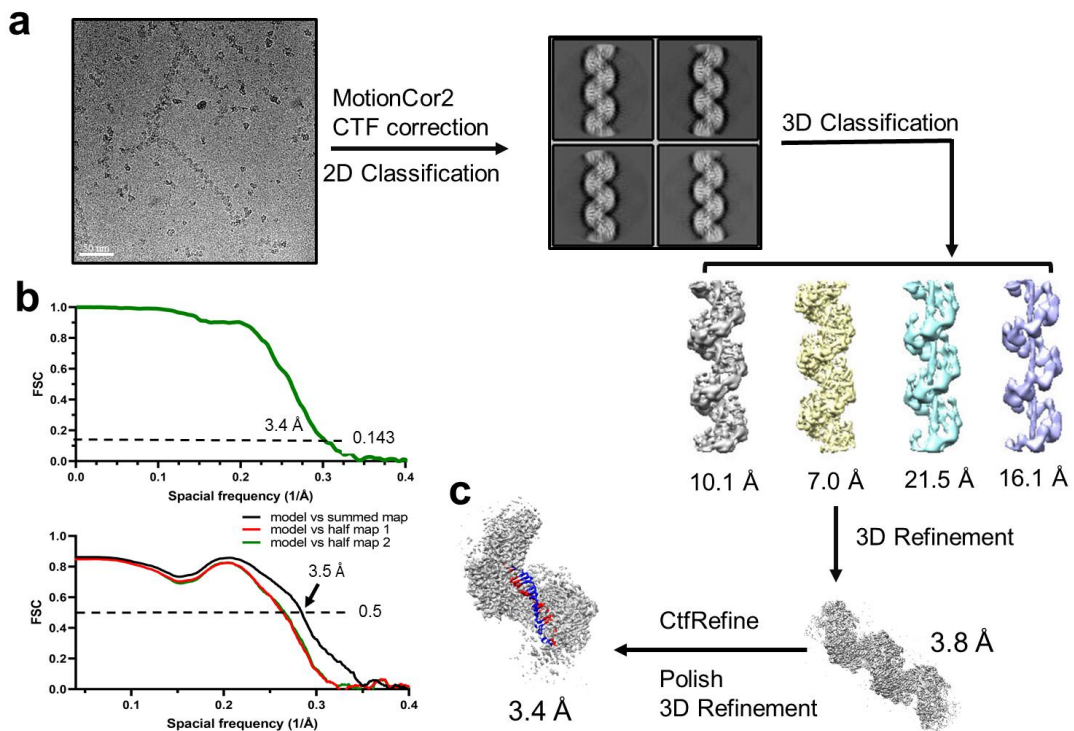 a
50 nm
MotionCor2
CTF correction
2D Classification
3D Classification
10.1 Å
7.0 Å
21.5 Å
16.1 Å
3D Refinement
3.8 Å
CtfRefine
Polish
3D Refinement
b
1.0
0.8
0.6
0.4
0.2
0.0
FSC
3.4 Å
0.143
0.0
0.1
0.2
0.3
0.4
Spacial frequency (1/Å)
model vs summed map
model vs half map 1
model vs half map 2
1.0
0.8
0.6
0.4
0.2
0.0
FSC
3.5 Å
0.5
0.1
0.2
0.3
0.4
Spacial frequency (1/Å)
c
3.4 Å